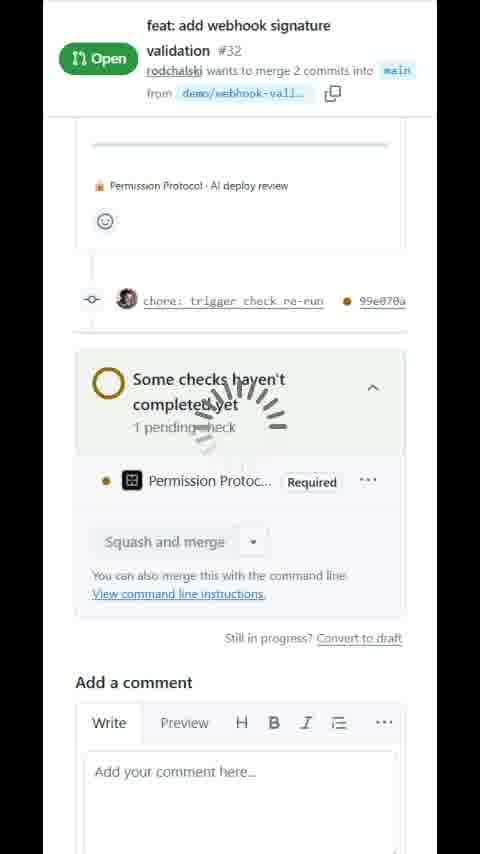 feat: add webhook signature
validation #32
Open
rodchalski wants to merge 2 commits into main
from demo/webhook-vali...
Permission Protocol · AI deploy review
chore: trigger check re-run 99e070a
Some checks haven't
completed yet
1 pending check
Permission Protoc... Required ...
Squash and merge
You can also merge this with the command line.
View command line instructions.
Still in progress? Convert to draft
Add a comment
Write Preview H B I ...
Add your comment here...